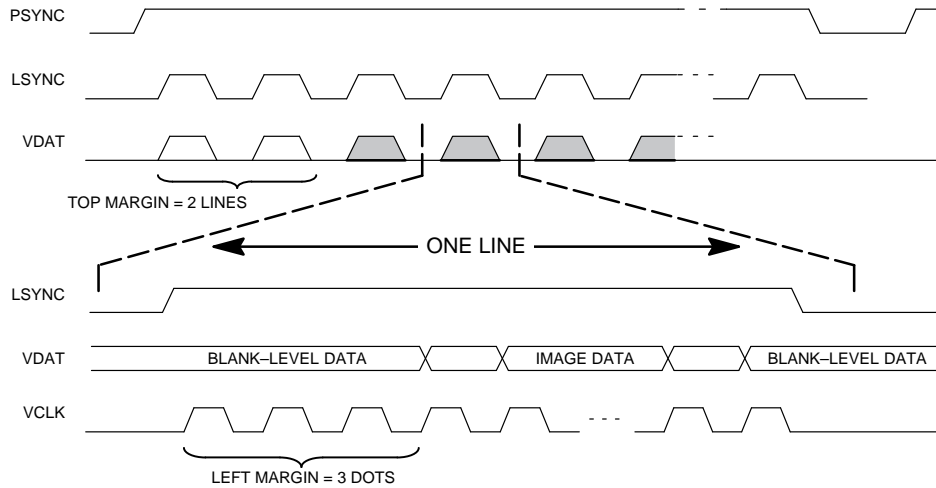 PSYNC
LSYNC
VDAT
TOP MARGIN = 2 LINES
ONE LINE
LSYNC
VDAT
BLANK–LEVEL DATA
IMAGE DATA
BLANK–LEVEL DATA
VCLK
LEFT MARGIN = 3 DOTS